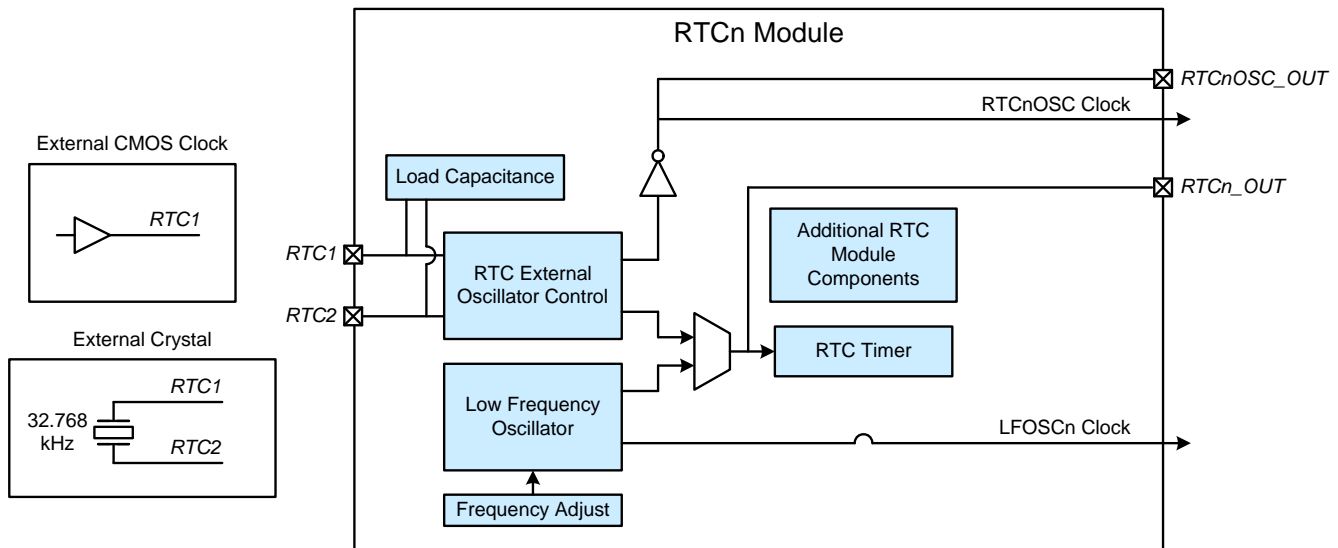 RTCn Module
RTCnOSC_OUT
RTCnOSC Clock
External CMOS Clock
RTC1
Load Capacitance
RTCn_OUT
RTC1
RTC2
RTC External
Oscillator Control
Additional RTC
Module
Components
External Crystal
RTC1
32.768
kHz
RTC2
RTC Timer
Low Frequency
Oscillator
LFOSCn Clock
Frequency Adjust